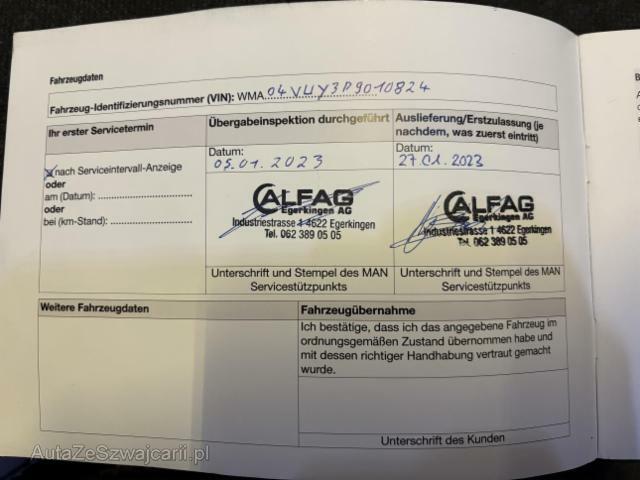 Fahrzeugdaten
Fahrzeug-Identifizierungsnummer (VIN): WMA 04VUY3P9010824
Ihr erster Servicetermin
Übergabeinspektion durchgeführt
Auslieferung/Erstzulassung (je
nachdem, was zuerst eintritt)
nach Serviceintervall-Anzeige
oder
am (Datum):
oder
bei (km-Stand):
Datum:
05.01.2023
Datum:
27.01.2023
CALFAG
Egerkingen AG
Industriestrasse 1 4622 Egerkingen
Tel. 062 389 05 05
CALFAG
Egerkingen AG
Industriestrasse 1 4622 Egerkingen
Tel. 062 389 05 05
Unterschrift und Stempel des MAN
Servicestützpunkts
Unterschrift und Stempel des MAN
Servicestützpunkts
Weitere Fahrzeugdaten
Fahrzeugübernahme
Ich bestätige, dass ich das angegebene Fahrzeug im
ordnungsgemäßen Zustand übernommen habe und
mit dessen richtiger Handhabung vertraut gemacht
wurde.
Unterschrift des Kunden
AutaZeSzwajcarii.pl